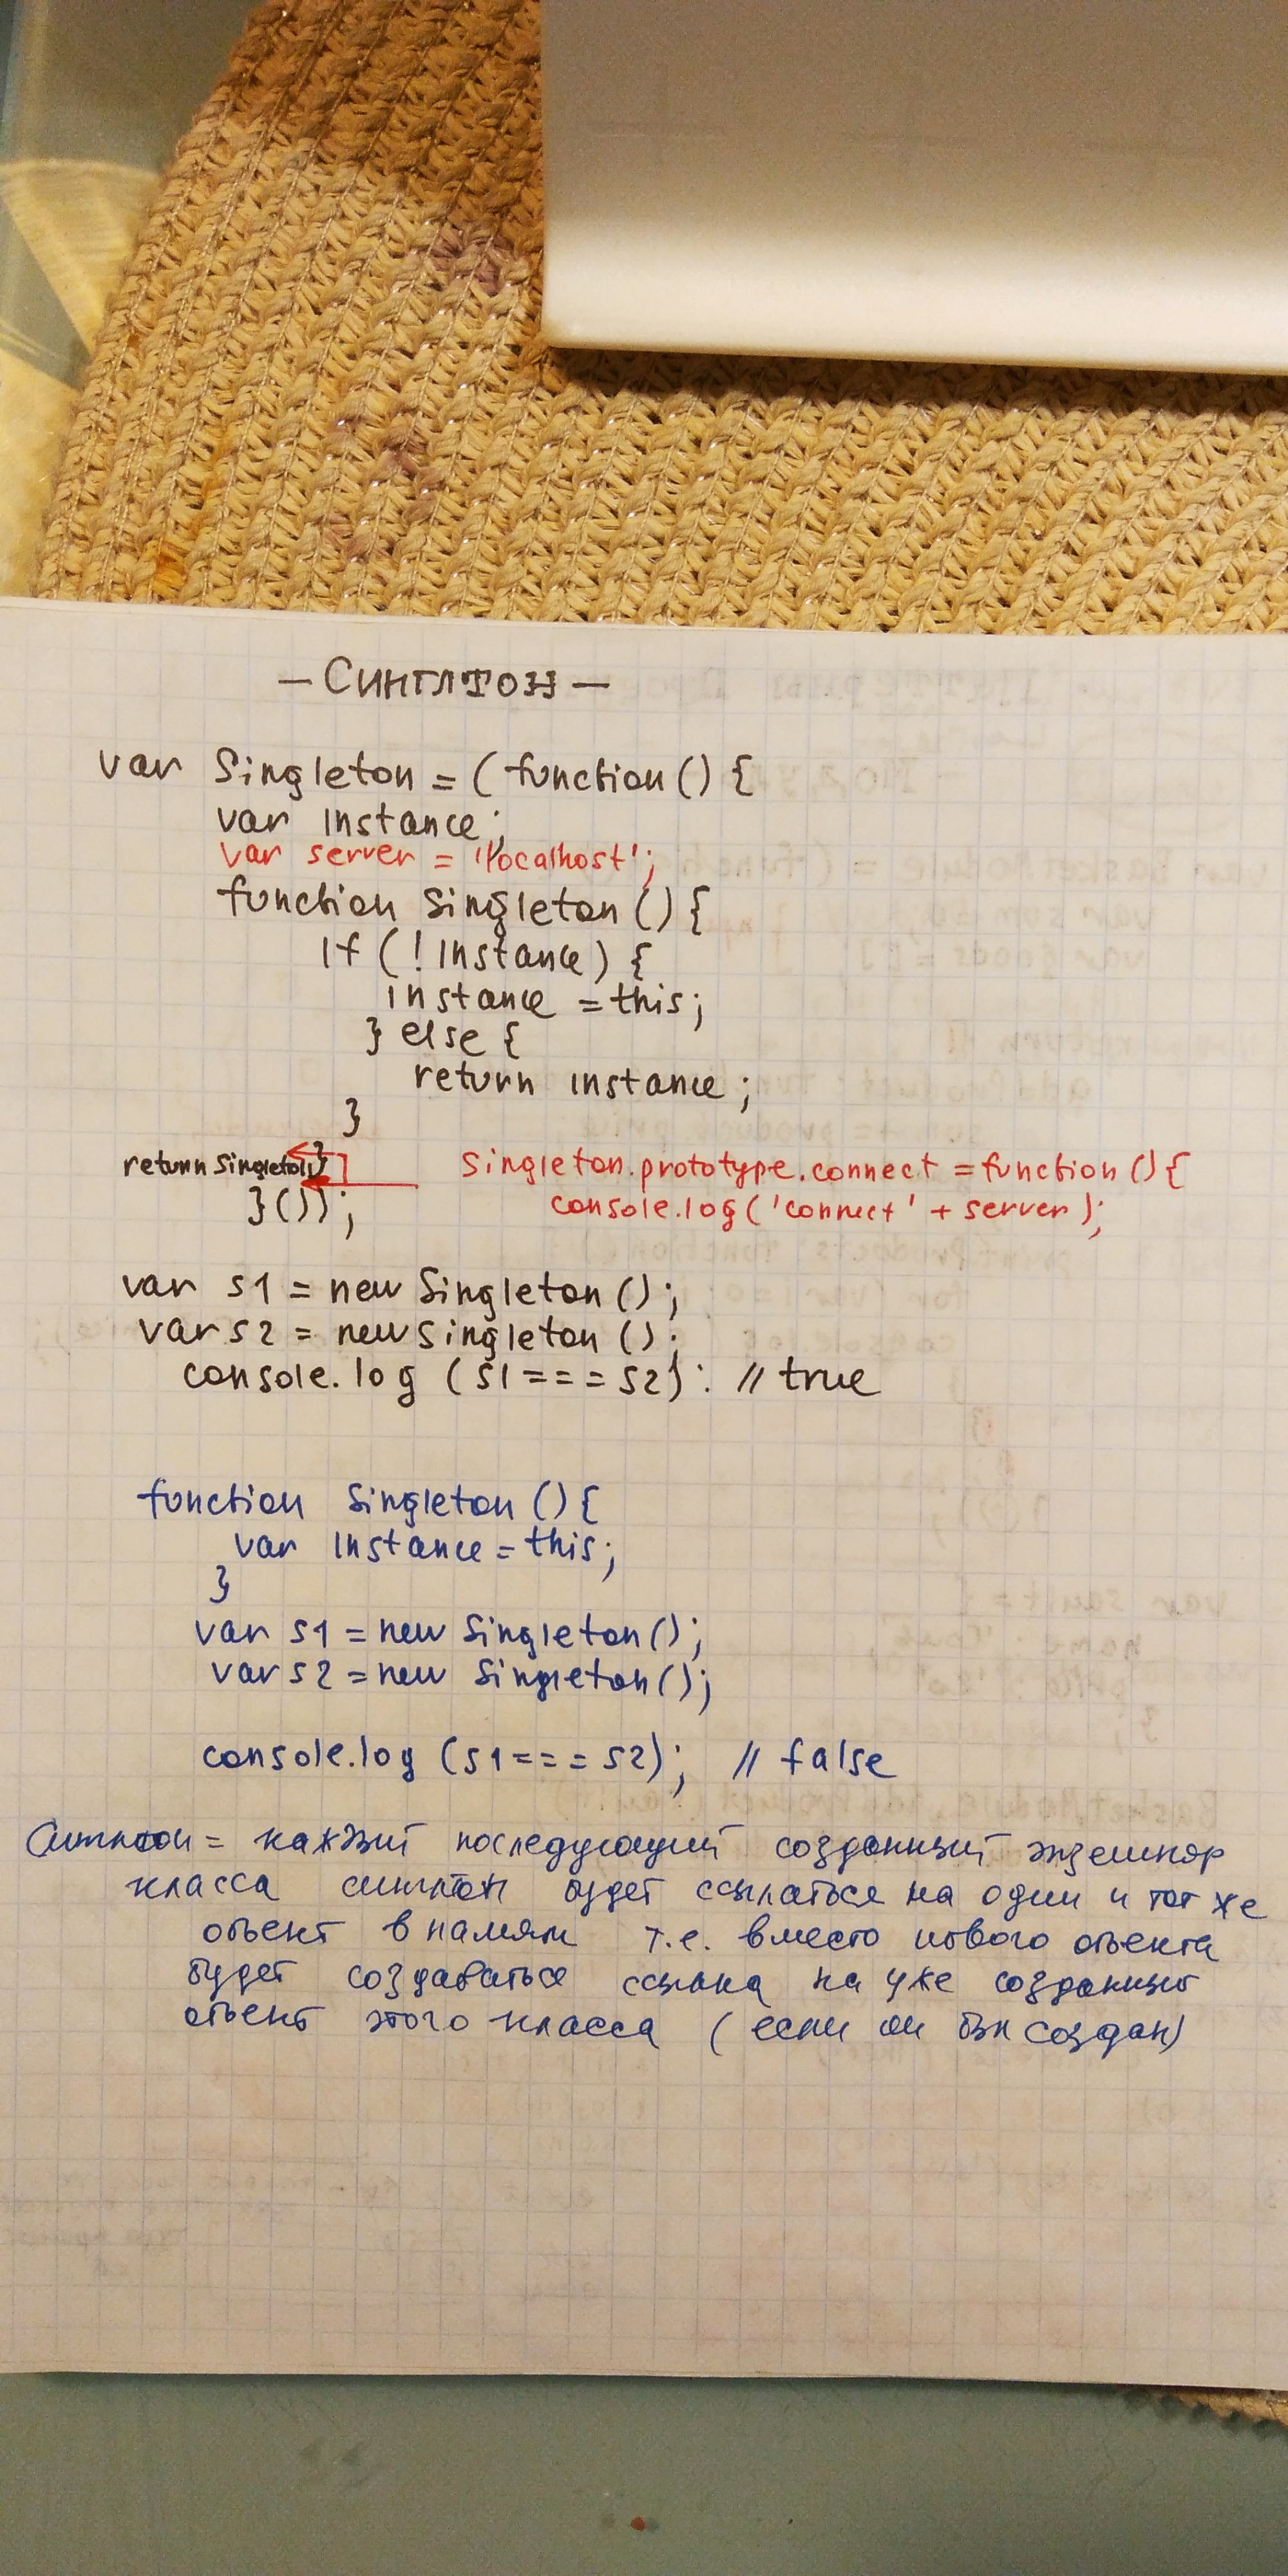 — Синглтон —
var Singleton = ( function () {
var instance;
var server = 'localhost';
function Singleton () {
if ( ! instance ) {
instance = this;
} else {
return instance ;
}
}
return Singleton
}());
Singleton.prototype.connect = function () {
console.log ( 'connect' + server );
var s1 = new Singleton ();
var s2 = new Singleton ();
console. log ( s1 === s2 ); // true
function Singleton () {
var instance = this;
}
var s1 = new Singleton ();
var s2 = new Singleton ();
console.log (s1 === s2); // false
Синглтон = каждый последующий созданный экземпляр
класса синглтон будет ссылаться на один и тот же
объект в памяти т.е. вместо нового объекта
будет создаваться ссылка на уже созданный
объект этого класса ( если он был создан)